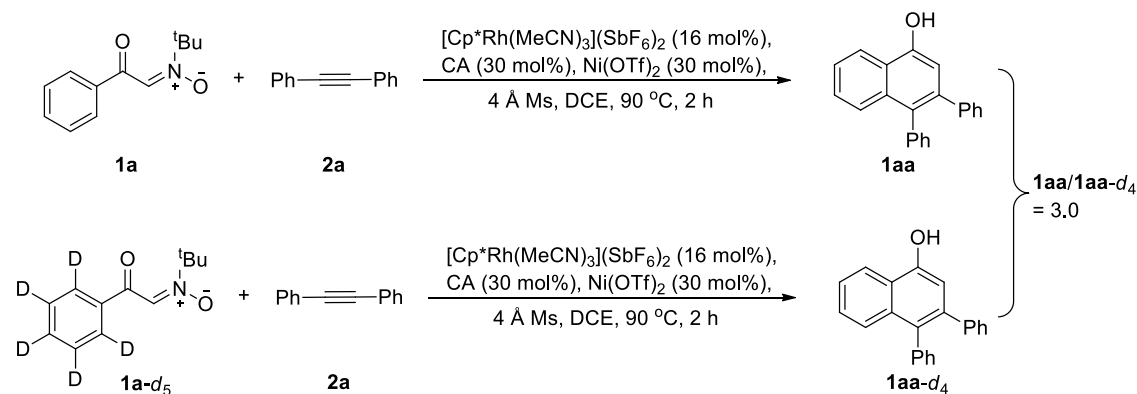 O
tBu
N
+
O-
1a
+
Ph Ph
2a
[Cp*Rh(MeCN)3](SbF6)2 (16 mol%),
CA (30 mol%), Ni(OTf)2 (30 mol%),
4 Å Ms, DCE, 90 oC, 2 h
OH
Ph
Ph
1aa
1aa/1aa-d4
= 3.0
D
D
D
D
D
O
tBu
N
+
O-
1a-d5
+
Ph Ph
2a
[Cp*Rh(MeCN)3](SbF6)2 (16 mol%),
CA (30 mol%), Ni(OTf)2 (30 mol%),
4 Å Ms, DCE, 90 oC, 2 h
OH
Ph
Ph
1aa-d4